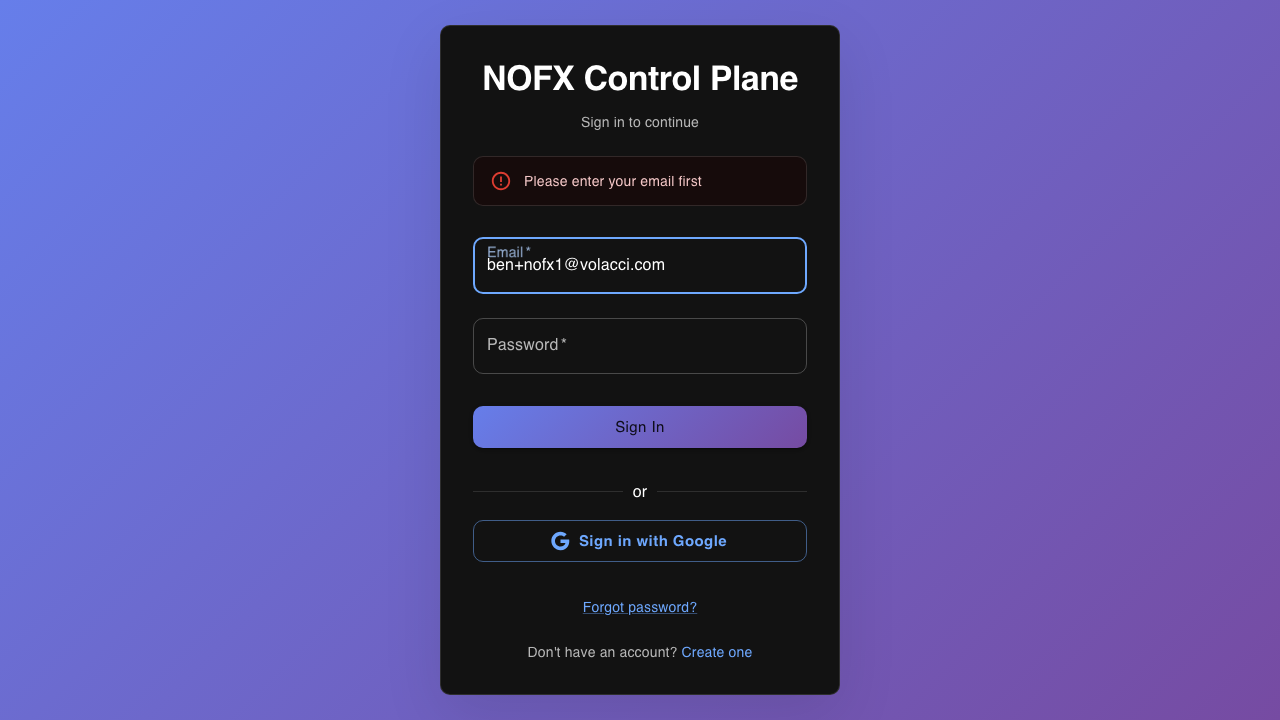 NOFX Control Plane
Sign in to continue
Please enter your email first
Email *
ben+nofx1@volacci.com
Password *
Sign In
or
Sign in with Google
Forgot password?
Don't have an account? Create one